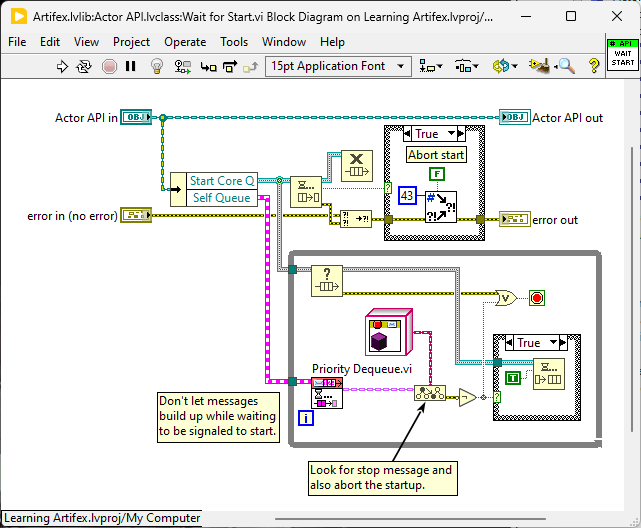 Artifex.lvlib:Actor API.lvclass:Wait for Start.vi Block Diagram on Learning Artifex.lvproj/...
File Edit View Project Operate Tools Window Help
15pt Application Font
?
# API
WAIT
START
Actor API in
OBJ
OBJ
Actor API out
True
Abort start
F
Start Core Q
Self Queue
43
#
?!
?!
?!
error in (no error)
error out
?
V
True
T
Priority Dequeue.vi
i
Don't let messages
build up while waiting
to be signaled to start.
Look for stop message and
also abort the startup.
Learning Artifex.lvproj/My Computer